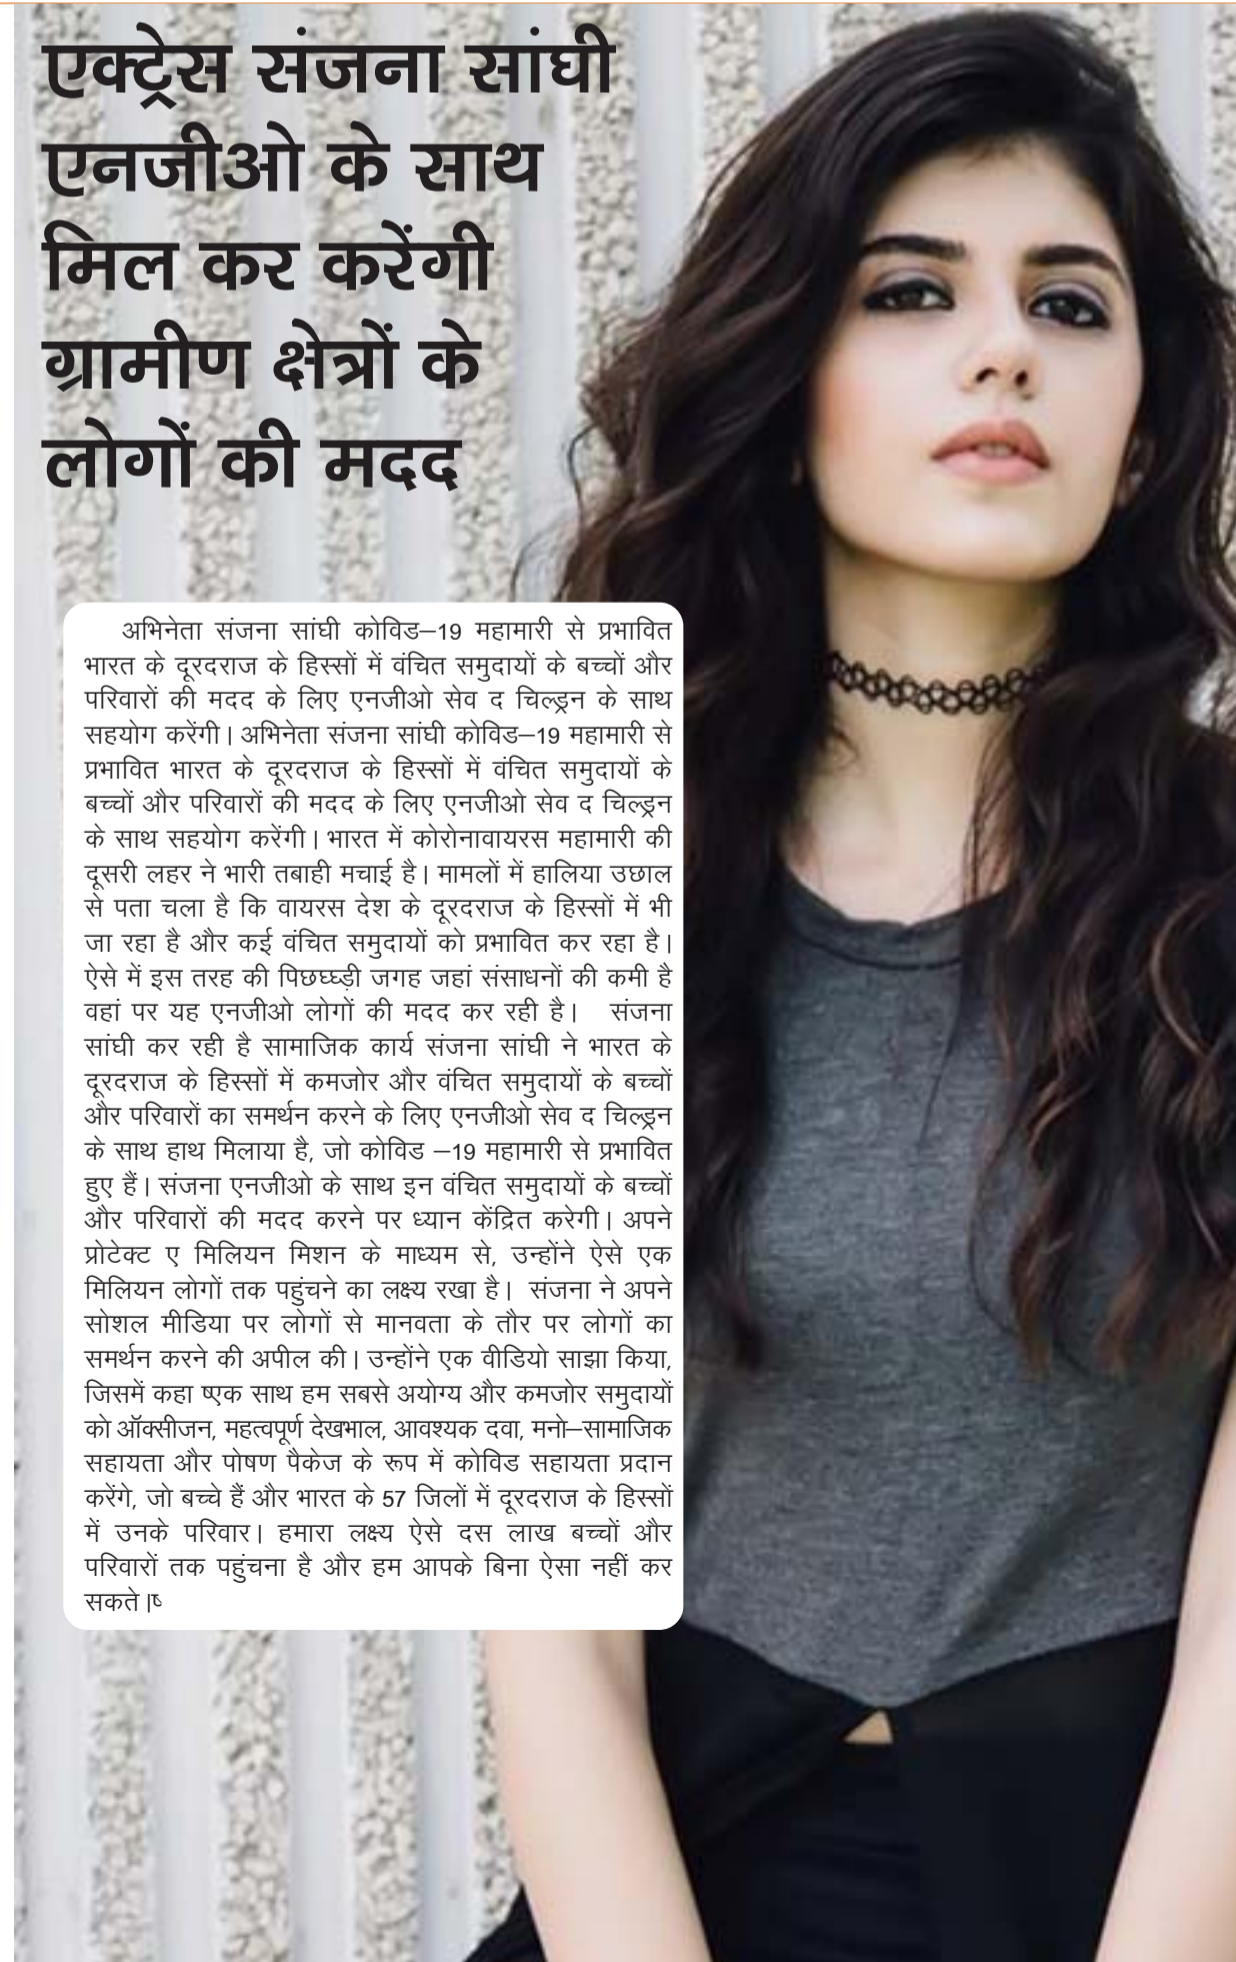 एक्ट्रेस संजना सांघी
एनजीओ के साथ
मिल कर करेंगी
ग्रामीण क्षेत्रों के
लोगों की मदद
अभिनेता संजना सांघी कोविड–19 महामारी से प्रभावित
भारत के दूरदराज के हिस्सों में वंचित समुदायों के बच्चों और
परिवारों की मदद के लिए एनजीओ सेव द चिल्ड्रन के साथ
सहयोग करेंगी। अभिनेता संजना सांघी कोविड–19 महामारी से
प्रभावित भारत के दूरदराज के हिस्सों में वंचित समुदायों के
बच्चों और परिवारों की मदद के लिए एनजीओ सेव द चिल्ड्रन
के साथ सहयोग करेंगी। भारत में कोरोनावायरस महामारी की
दूसरी लहर ने भारी तबाही मचाई है। मामलों में हालिया उछाल
से पता चला है कि वायरस देश के दूरदराज के हिस्सों में भी
जा रहा है और कई वंचित समुदायों को प्रभावित कर रहा है।
ऐसे में इस तरह की पिछघ्घ्ड़ी जगह जहां संसाधनों की कमी है
वहां पर यह एनजीओ लोगों की मदद कर रही है। संजना
सांघी कर रही है सामाजिक कार्य संजना सांघी ने भारत के
दूरदराज के हिस्सों में कमजोर और वंचित समुदायों के बच्चों
और परिवारों का समर्थन करने के लिए एनजीओ सेव द चिल्ड्रन
के साथ हाथ मिलाया है, जो कोविड –19 महामारी से प्रभावित
हुए हैं। संजना एनजीओ के साथ इन वंचित समुदायों के बच्चों
और परिवारों की मदद करने पर ध्यान केंद्रित करेगी। अपने
प्रोटेक्ट ए मिलियन मिशन के माध्यम से, उन्होंने ऐसे एक
मिलियन लोगों तक पहुंचने का लक्ष्य रखा है। संजना ने अपने
सोशल मीडिया पर लोगों से मानवता के तौर पर लोगों का
समर्थन करने की अपील की। उन्होंने एक वीडियो साझा किया,
जिसमें कहा ष्एक साथ हम सबसे अयोग्य और कमजोर समुदायों
को ऑक्सीजन, महत्वपूर्ण देखभाल, आवश्यक दवा, मनो–सामाजिक
सहायता और पोषण पैकेज के रूप में कोविड सहायता प्रदान
करेंगे, जो बच्चे हैं और भारत के 57 जिलों में दूरदराज के हिस्सों
में उनके परिवार। हमारा लक्ष्य ऐसे दस लाख बच्चों और
परिवारों तक पहुंचना है और हम आपके बिना ऐसा नहीं कर
सकते।ष्